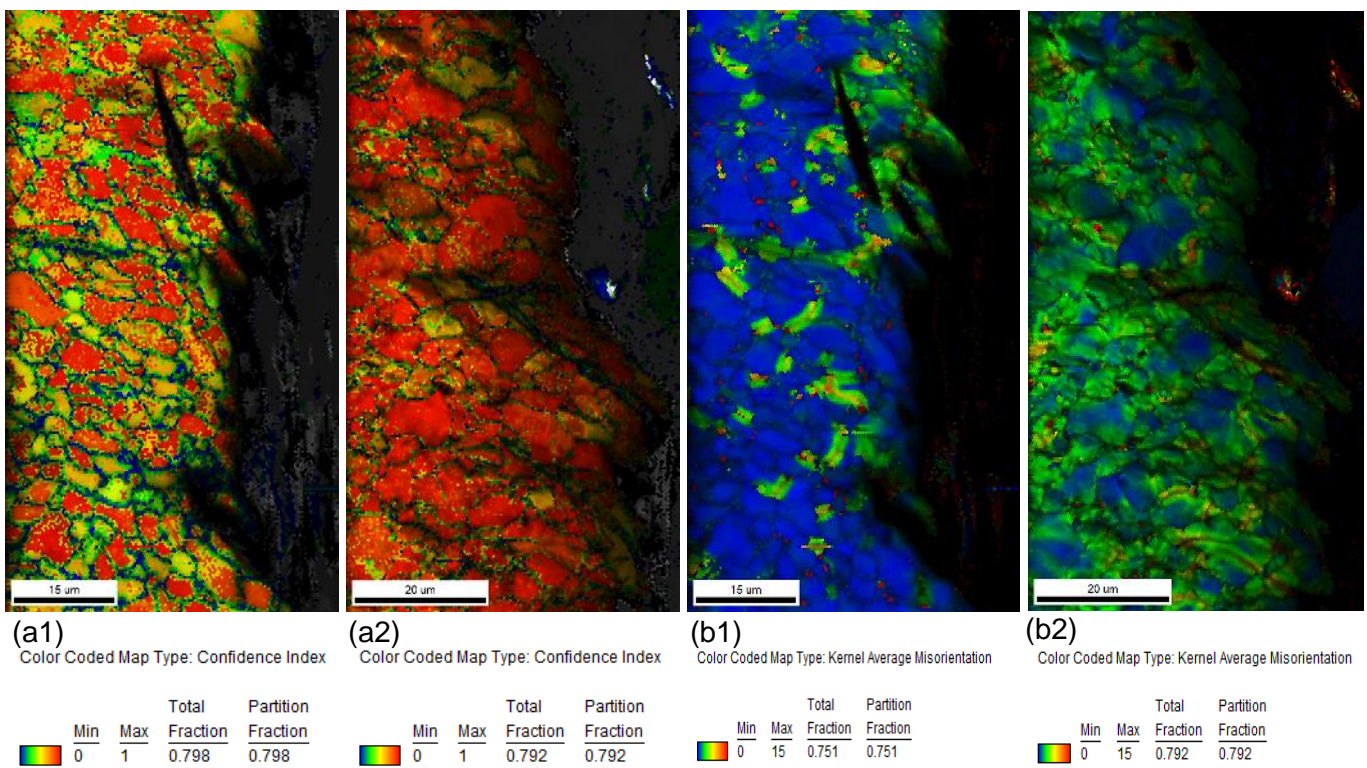 15 um
20 um
15 um
20 um
(a1)
(a2)
(b1)
(b2)
Color Coded Map Type: Confidence Index
Total Partition
Min Max Fraction Fraction
0 1 0.798 0.798
Color Coded Map Type: Confidence Index
Total Partition
Min Max Fraction Fraction
0 1 0.792 0.792
Color Coded Map Type: Kernel Average Misorientation
Total Partition
Min Max Fraction Fraction
0 15 0.751 0.751
Color Coded Map Type: Kernel Average Misorientation
Total Partition
Min Max Fraction Fraction
0 15 0.792 0.792